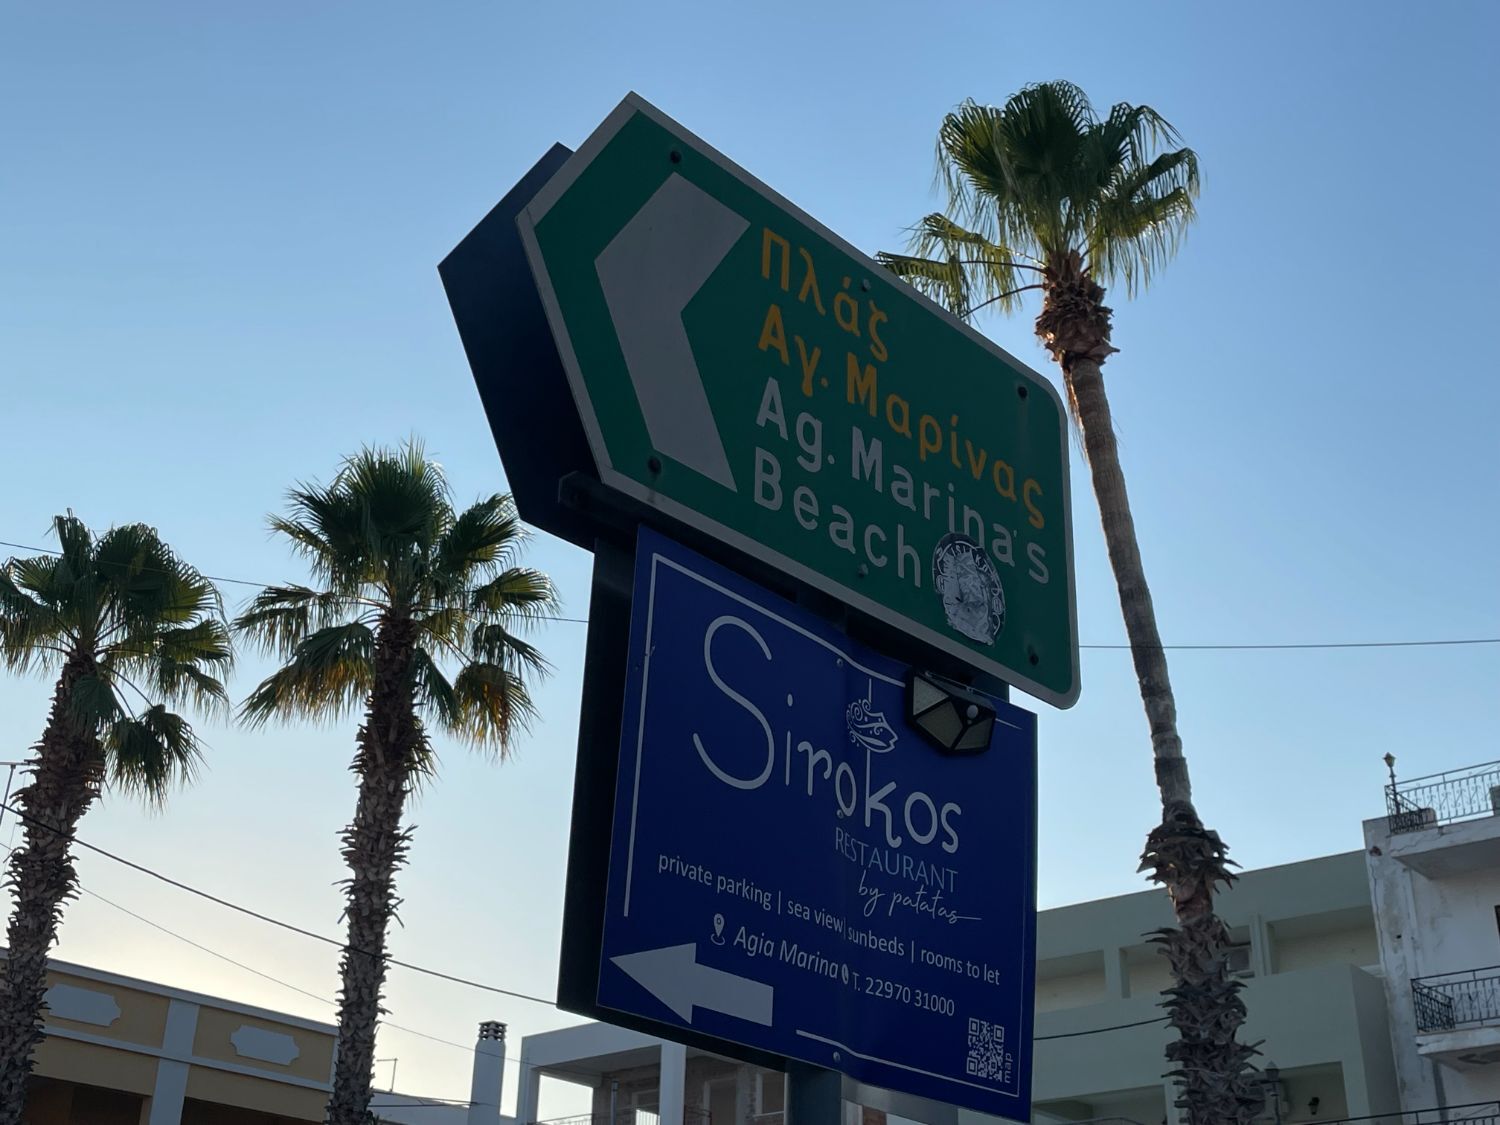 Πλάζ
Αγ. Μαρίνας
Ag. Marina's
Beach
Sirokos
RESTAURANT
by patatas
private parking | sea view | sunbeds | rooms to let
Agia Marina T. 22970 31000
map